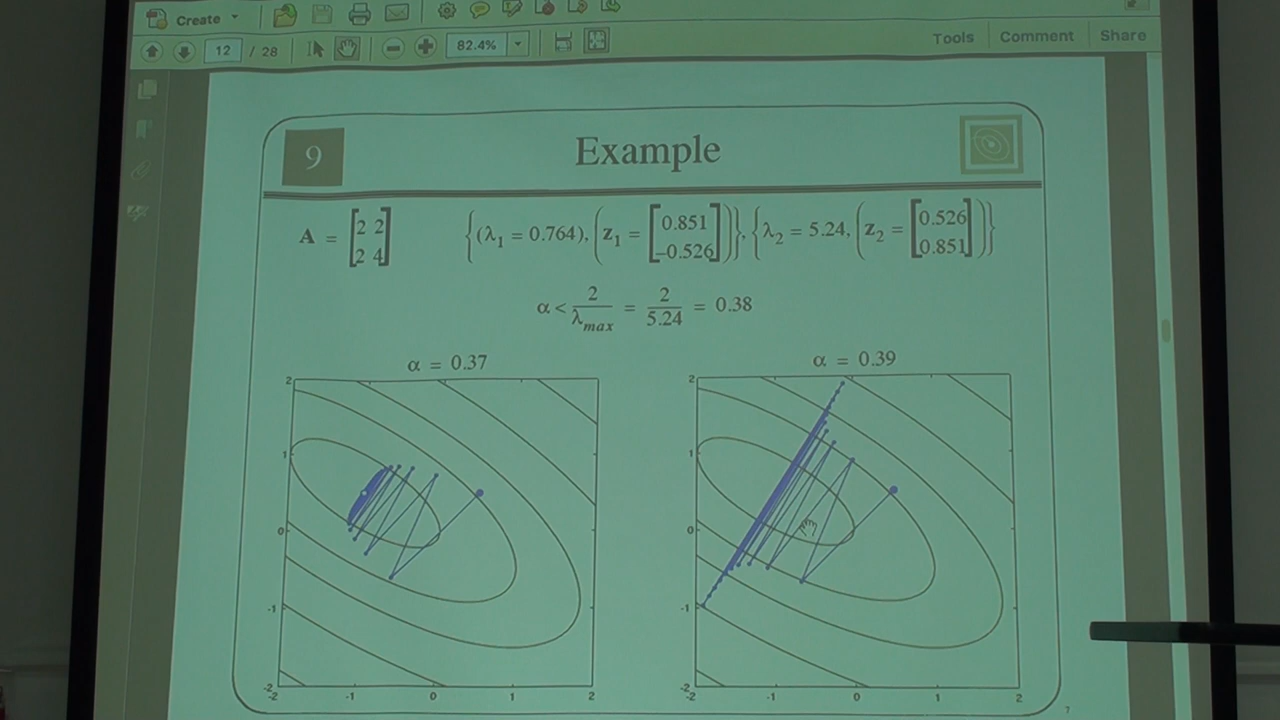 Create
12 / 28
82.4%
Tools
Comment
Share
9
Example
A = [2 2
2 4]
{(λ1 = 0.764), (z1 = [0.851
−0.526])}, {λ2 = 5.24, (z2 = [0.526
0.851])}
α < 2/λmax = 2/5.24 = 0.38
α = 0.37
2
1
0
-1
-2
-2
-1
0
1
2
α = 0.39
2
1
0
-1
-2
-2
-1
0
1
2
7